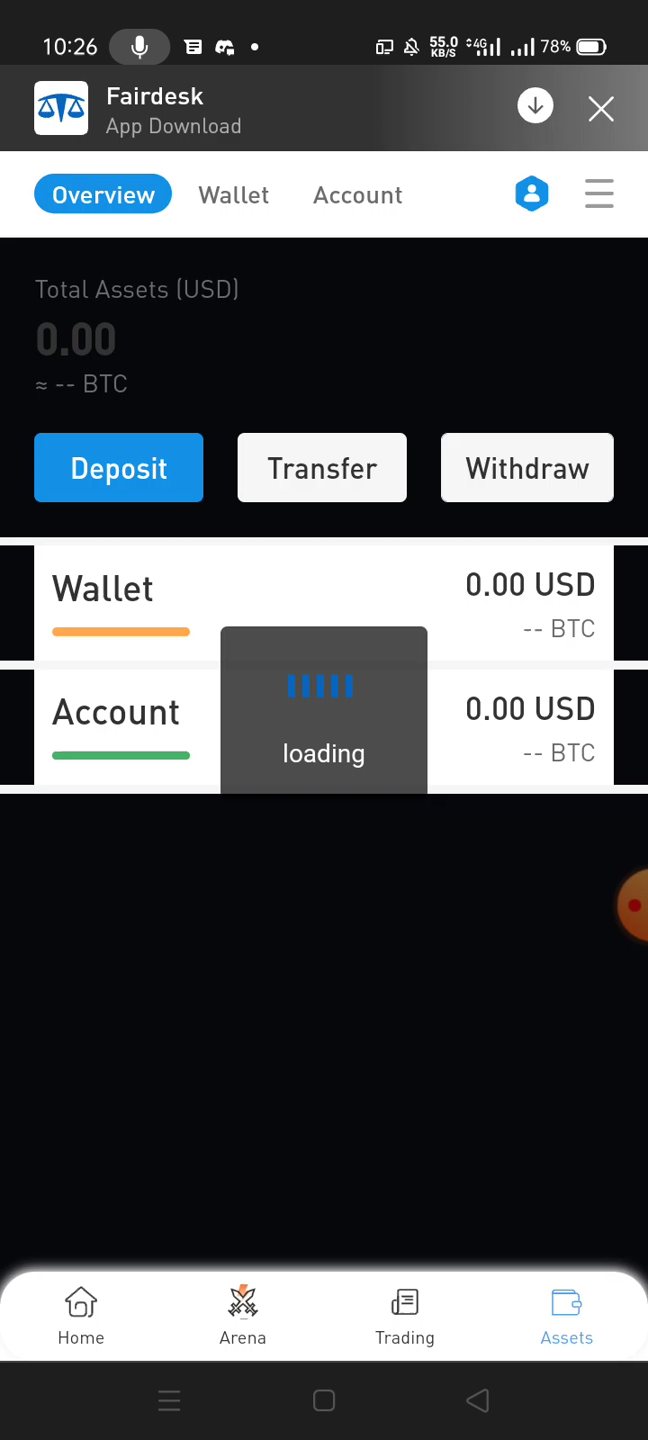 10:26 55.0 KB/S 4G 78%
Fairdesk
App Download
Overview Wallet Account
Total Assets (USD)
0.00
≈ -- BTC
Deposit Transfer Withdraw
Wallet 0.00 USD
-- BTC
Account 0.00 USD
-- BTC
loading
Home Arena Trading Assets